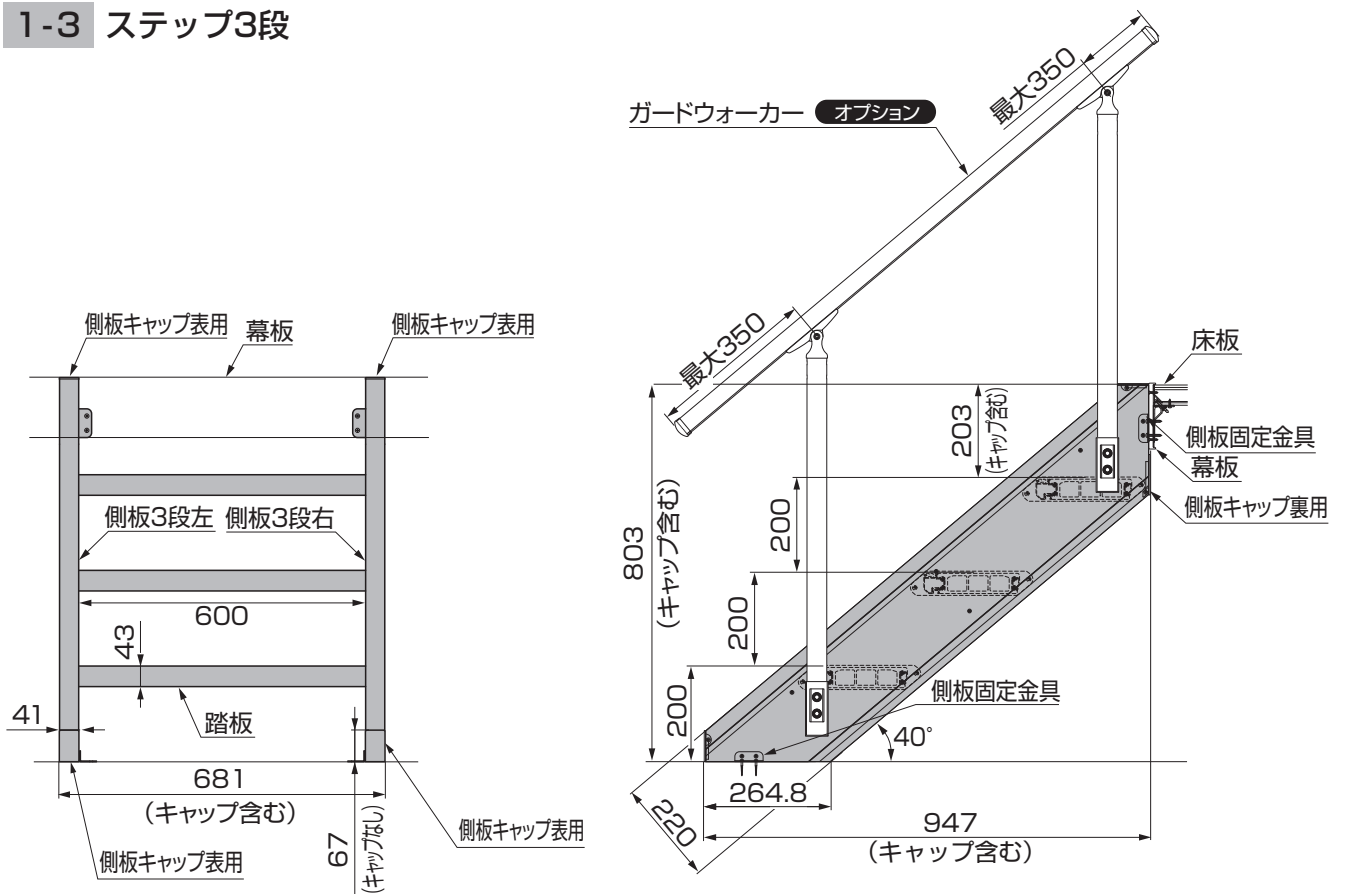 1-3 ステップ3段
最大350
ガードウォーカー オプション
最大350
側板キャップ表用
幕板
側板キャップ表用
側板3段左
側板3段右
600
43
41
踏板
681
(キャップ含む)
67
(キャップなし)
側板キャップ表用
側板キャップ表用
床板
203
(キャップ含む)
側板固定金具
幕板
側板キャップ裏用
803
(キャップ含む)
200
200
200
側板固定金具
40°
264.8
220
947
(キャップ含む)